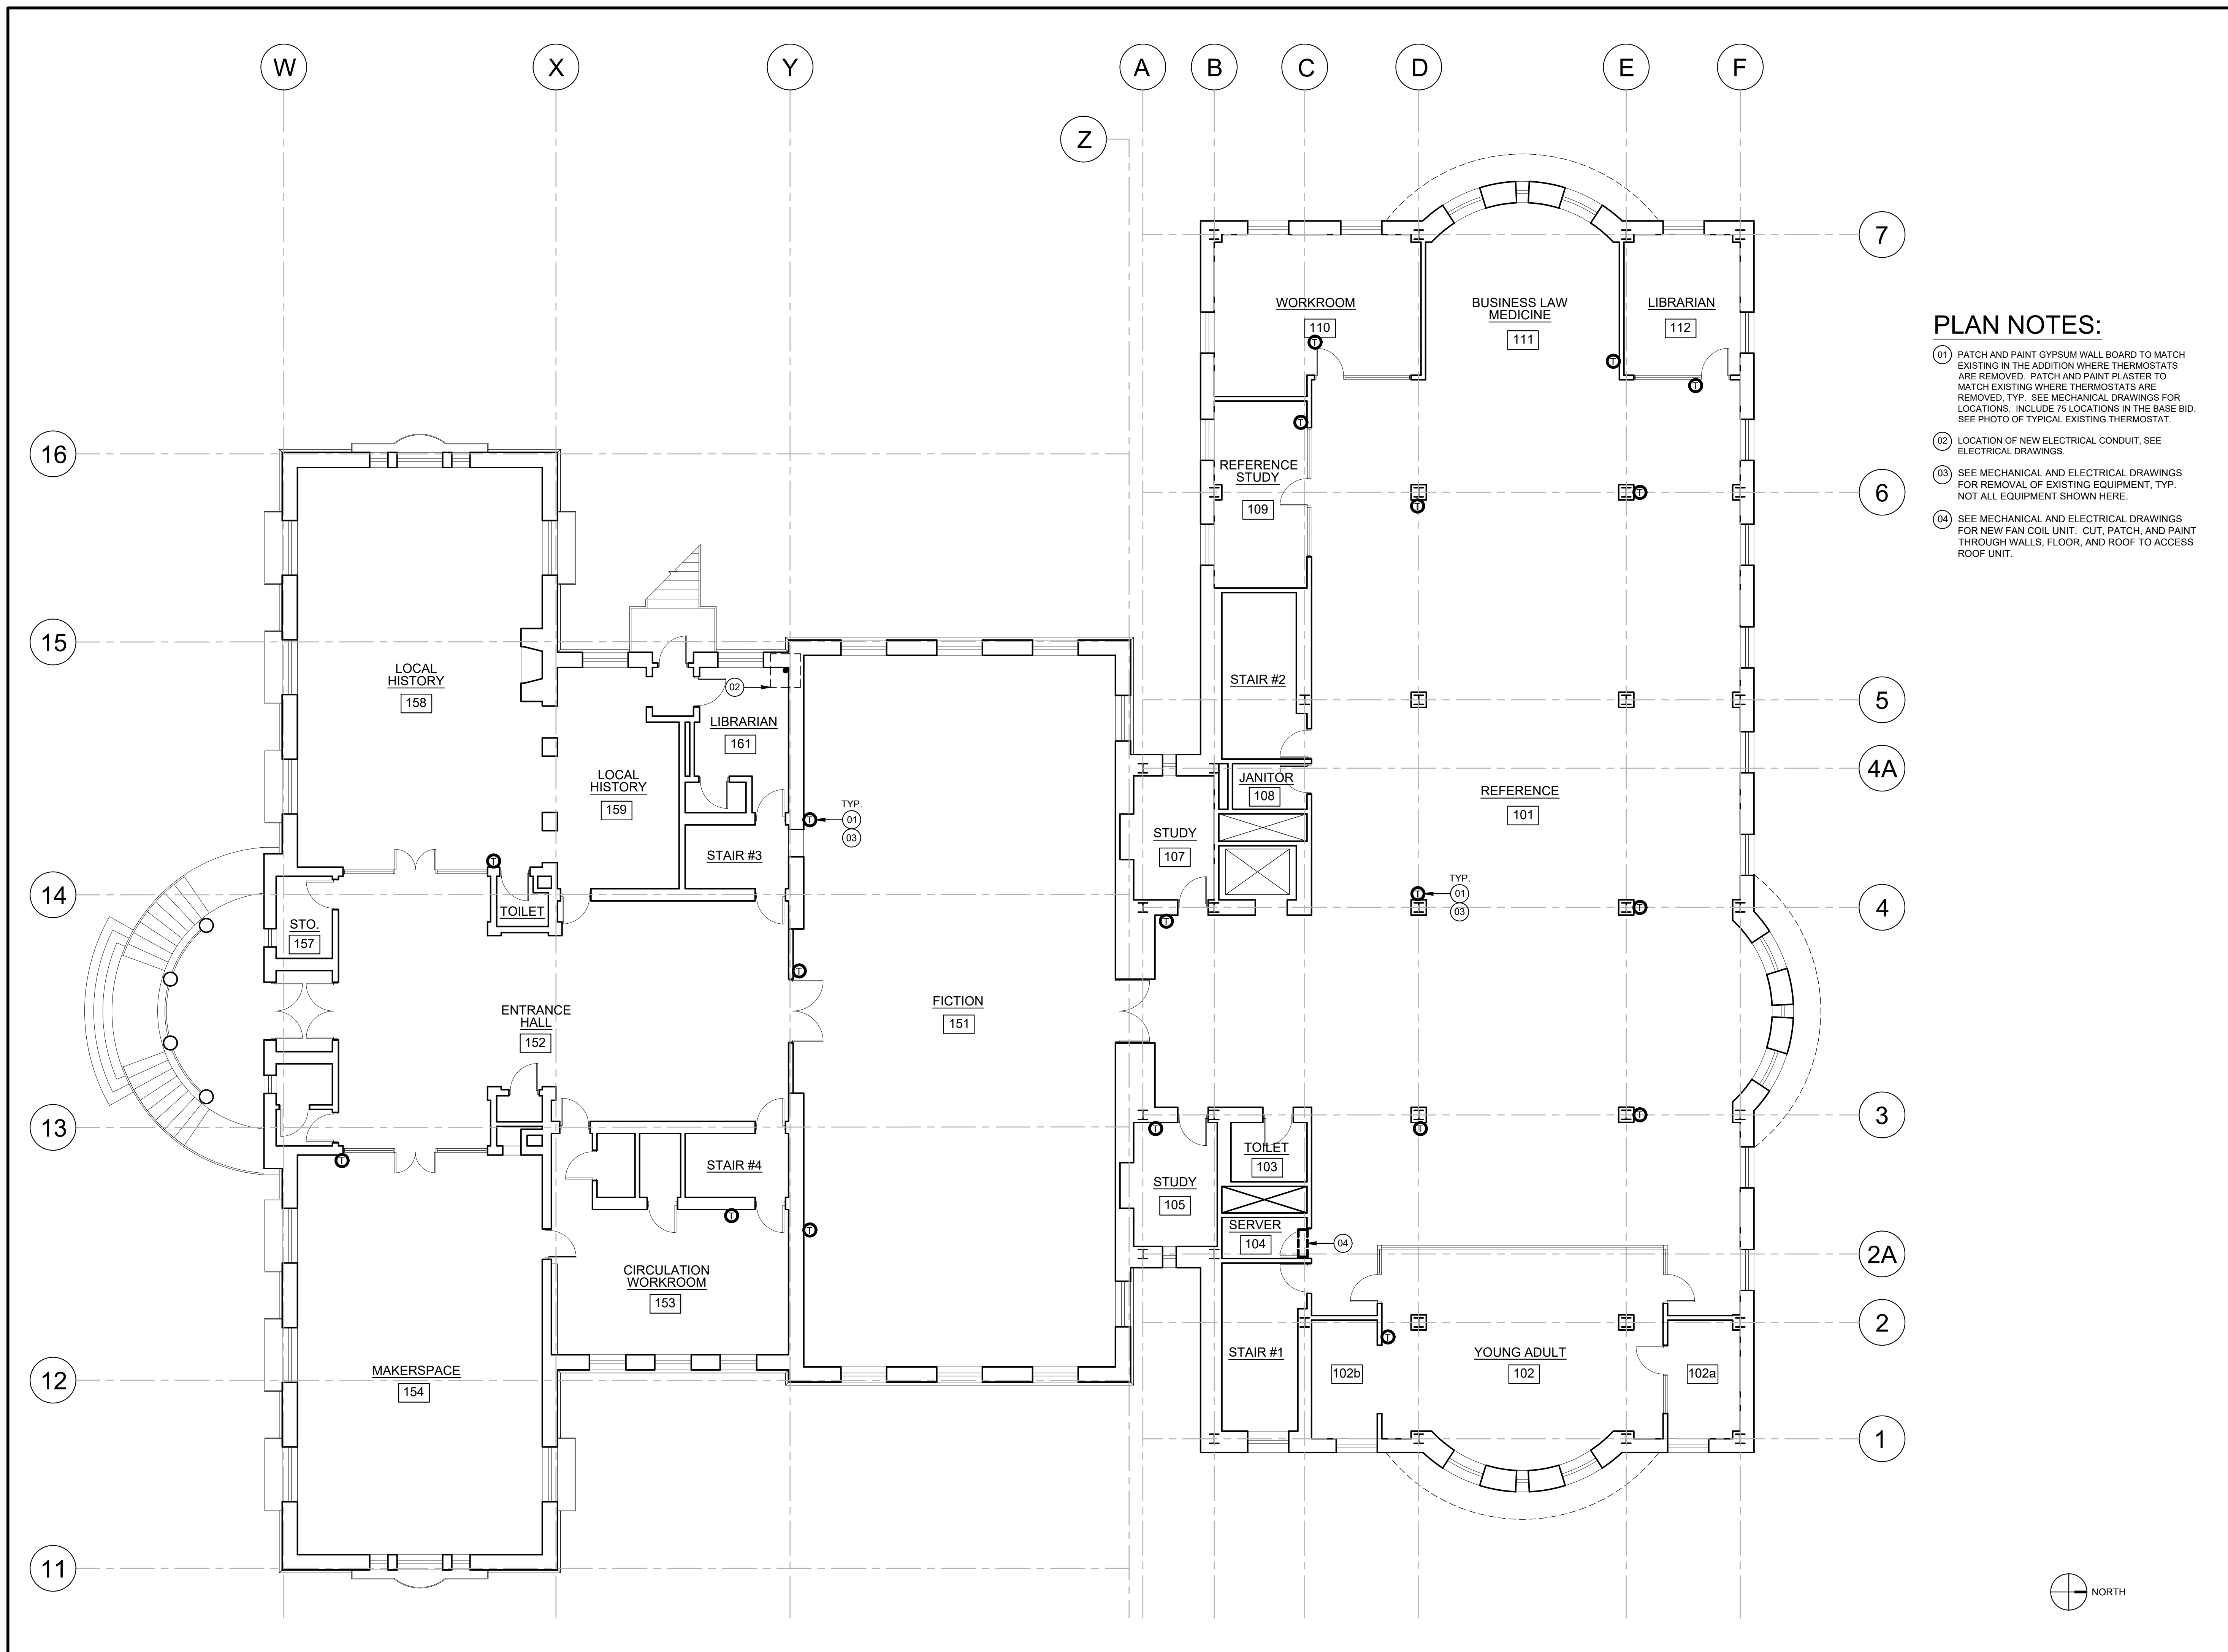 W
X
Y
A
B
C
D
E
F
Z
7
WORKROOM
110
BUSINESS LAW
MEDICINE
111
LIBRARIAN
112
T
T
T
PLAN NOTES:
01 PATCH AND PAINT GYPSUM WALL BOARD TO MATCH
EXISTING IN THE ADDITION WHERE THERMOSTATS
ARE REMOVED. PATCH AND PAINT PLASTER TO
MATCH EXISTING WHERE THERMOSTATS ARE
REMOVED, TYP. SEE MECHANICAL DRAWINGS FOR
LOCATIONS. INCLUDE 75 LOCATIONS IN THE BASE BID.
SEE PHOTO OF TYPICAL EXISTING THERMOSTAT.
02 LOCATION OF NEW ELECTRICAL CONDUIT, SEE
ELECTRICAL DRAWINGS.
03 SEE MECHANICAL AND ELECTRICAL DRAWINGS
FOR REMOVAL OF EXISTING EQUIPMENT, TYP.
NOT ALL EQUIPMENT SHOWN HERE.
04 SEE MECHANICAL AND ELECTRICAL DRAWINGS
FOR NEW FAN COIL UNIT. CUT, PATCH, AND PAINT
THROUGH WALLS, FLOOR, AND ROOF TO ACCESS
ROOF UNIT.
16
T
REFERENCE
STUDY
109
T
T
6
15
LOCAL
HISTORY
158
02
LIBRARIAN
161
STAIR #2
5
LOCAL
HISTORY
159
4A
JANITOR
108
REFERENCE
101
TYP.
T
01
03
STUDY
107
STAIR #3
T
14
TOILET
STO.
157
T
TYP.
T
01
03
T
4
T
ENTRANCE
HALL
152
FICTION
151
13
T
T
T
T
3
STAIR #4
TOILET
103
STUDY
105
T
T
SERVER
104
04
2A
CIRCULATION
WORKROOM
153
2
T
12
MAKERSPACE
154
STAIR #1
102b
YOUNG ADULT
102
102a
1
11
NORTH